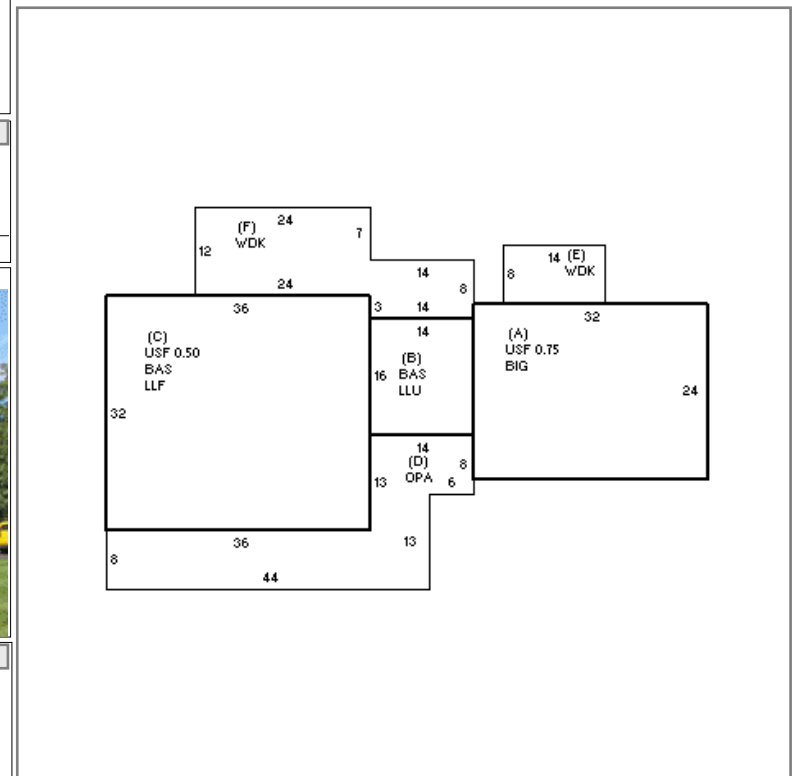 24
(F)
WDK
7
12
24
14
8
3
14
14 (E)
WDK
8
36
(C)
USF 0.50
BAS
LLF
32
14
(B)
BAS
LLU
16
32
(A)
USF 0.75
BIG
24
14
(D)
OPA
8
13
6
36
13
8
44